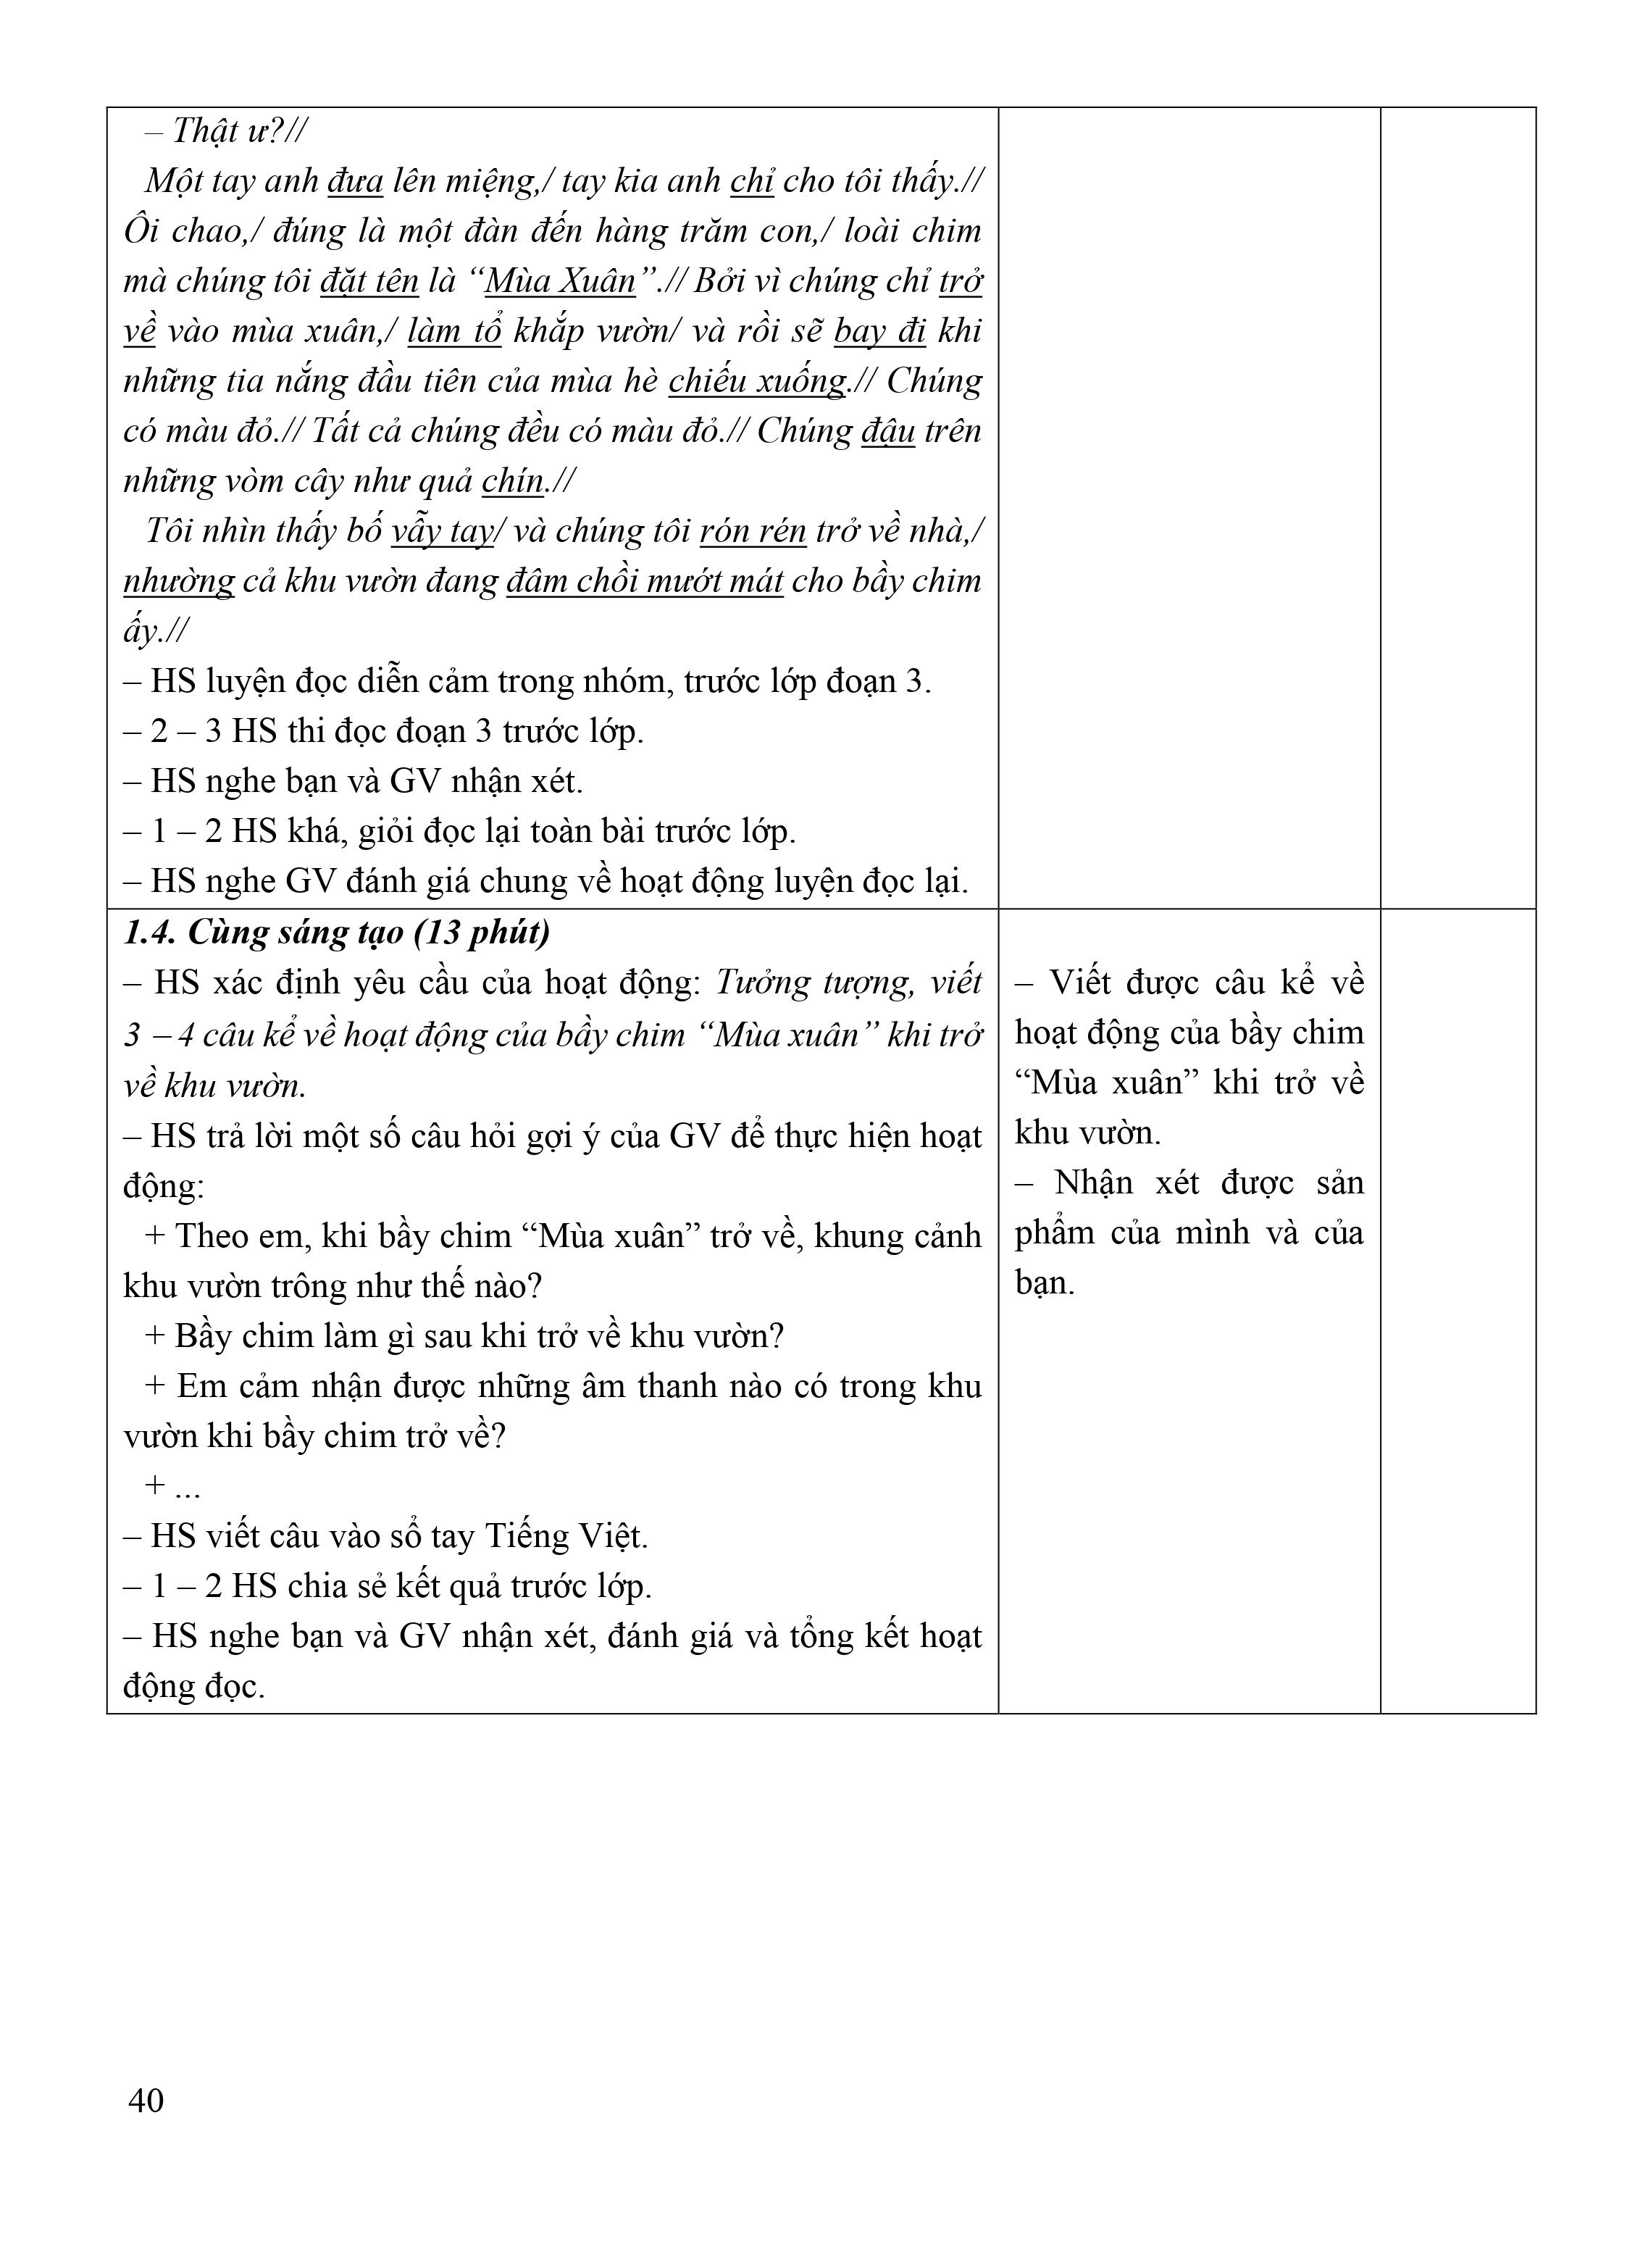 – Thật ư?//
Một tay anh đưa lên miệng,/ tay kia anh chỉ cho tôi thấy.//
Ôi chao,/ đúng là một đàn đến hàng trăm con,/ loài chim
mà chúng tôi đặt tên là “Mùa Xuân”.// Bởi vì chúng chỉ trở
về vào mùa xuân,/ làm tổ khắp vườn/ và rồi sẽ bay đi khi
những tia nắng đầu tiên của mùa hè chiếu xuống.// Chúng
có màu đỏ.// Tất cả chúng đều có màu đỏ.// Chúng đậu trên
những vòm cây như quả chín.//
Tôi nhìn thấy bố vẫy tay/ và chúng tôi rón rén trở về nhà,/
nhường cả khu vườn đang đâm chồi mướt mát cho bầy chim
ấy.//
– HS luyện đọc diễn cảm trong nhóm, trước lớp đoạn 3.
– 2 – 3 HS thi đọc đoạn 3 trước lớp.
– HS nghe bạn và GV nhận xét.
– 1 – 2 HS khá, giỏi đọc lại toàn bài trước lớp.
– HS nghe GV đánh giá chung về hoạt động luyện đọc lại.
1.4. Cùng sáng tạo (13 phút)
– HS xác định yêu cầu của hoạt động: Tưởng tượng, viết
3 – 4 câu kể về hoạt động của bầy chim “Mùa xuân” khi trở
về khu vườn.
– HS trả lời một số câu hỏi gợi ý của GV để thực hiện hoạt
động:
+ Theo em, khi bầy chim “Mùa xuân” trở về, khung cảnh
khu vườn trông như thế nào?
+ Bầy chim làm gì sau khi trở về khu vườn?
+ Em cảm nhận được những âm thanh nào có trong khu
vườn khi bầy chim trở về?
+ ...
– HS viết câu vào sổ tay Tiếng Việt.
– 1 – 2 HS chia sẻ kết quả trước lớp.
– HS nghe bạn và GV nhận xét, đánh giá và tổng kết hoạt
động đọc.
– Viết được câu kể về
hoạt động của bầy chim
“Mùa xuân” khi trở về
khu vườn.
– Nhận xét được sản
phẩm của mình và của
bạn.
40